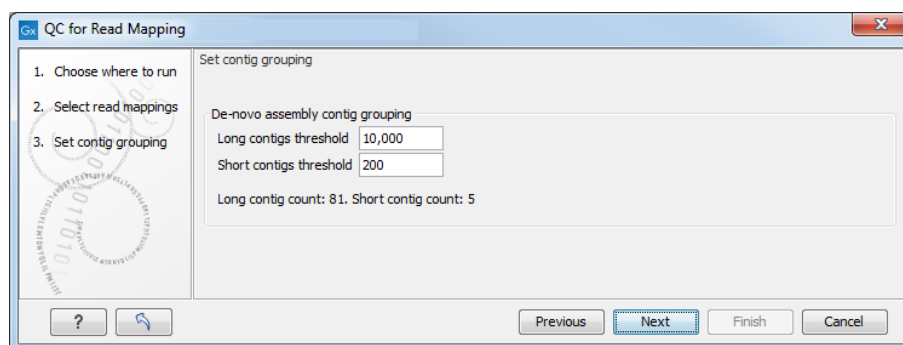 Gx QC for Read Mapping
X
1. Choose where to run
2. Select read mappings
3. Set contig grouping
Set contig grouping
De-novo assembly contig grouping
Long contigs threshold 10,000
Short contigs threshold 200
Long contig count: 81. Short contig count: 5
? Previous Next Finish Cancel